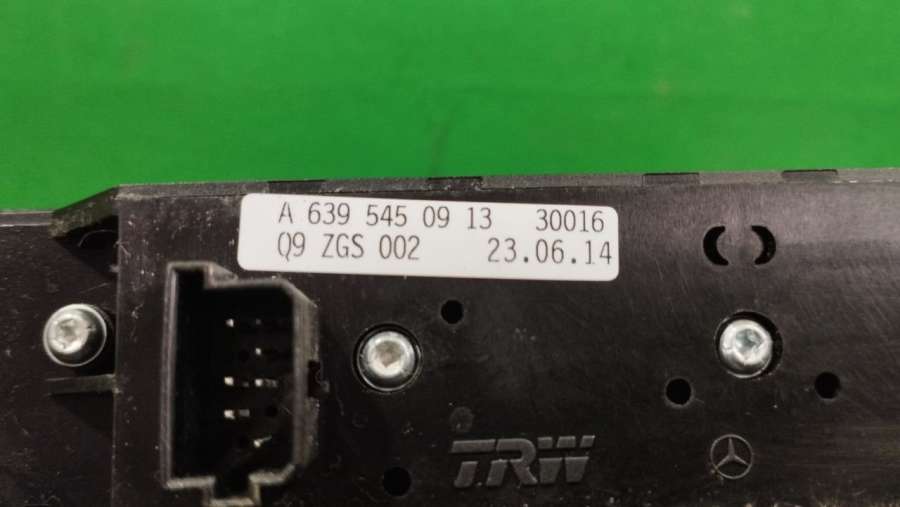 A 639 545 09 13 30016
Q9 ZGS 002 23.06.14
TRW